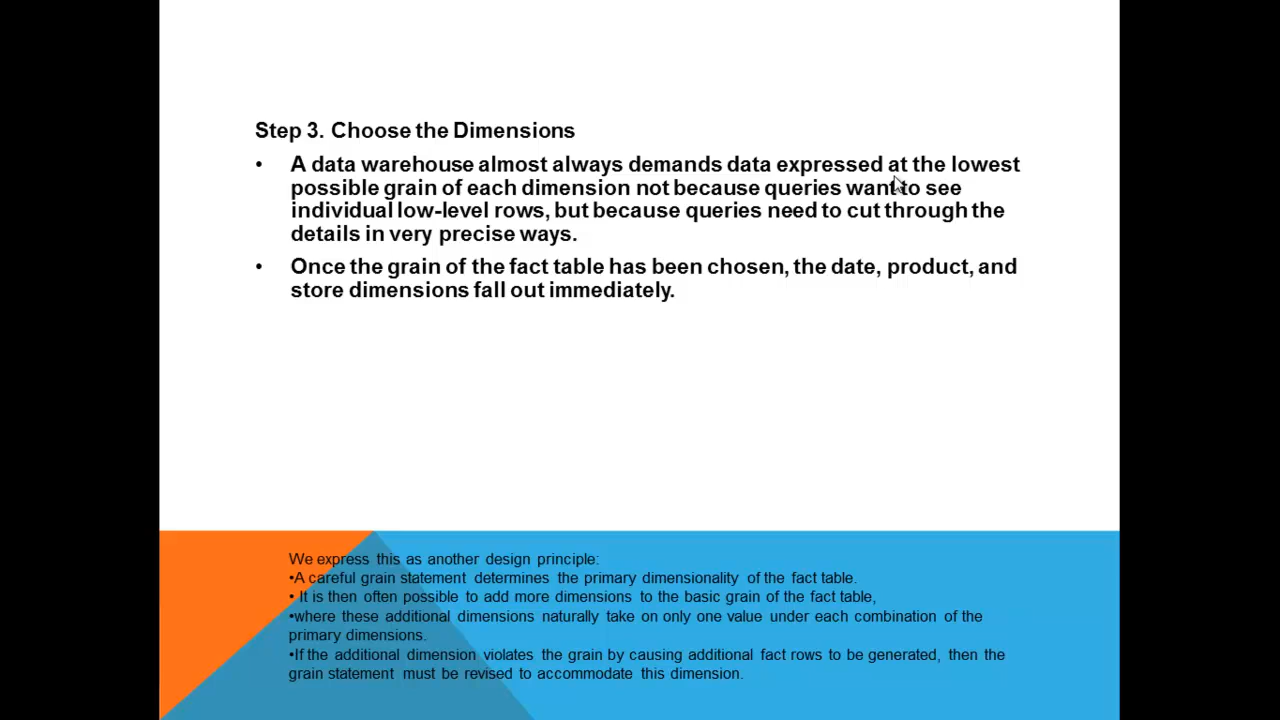 Step 3. Choose the Dimensions
• A data warehouse almost always demands data expressed at the lowest
possible grain of each dimension not because queries want to see
individual low-level rows, but because queries need to cut through the
details in very precise ways.
• Once the grain of the fact table has been chosen, the date, product, and
store dimensions fall out immediately.
We express this as another design principle:
•A careful grain statement determines the primary dimensionality of the fact table.
• It is then often possible to add more dimensions to the basic grain of the fact table,
•where these additional dimensions naturally take on only one value under each combination of the
primary dimensions.
•If the additional dimension violates the grain by causing additional fact rows to be generated, then the
grain statement must be revised to accommodate this dimension.